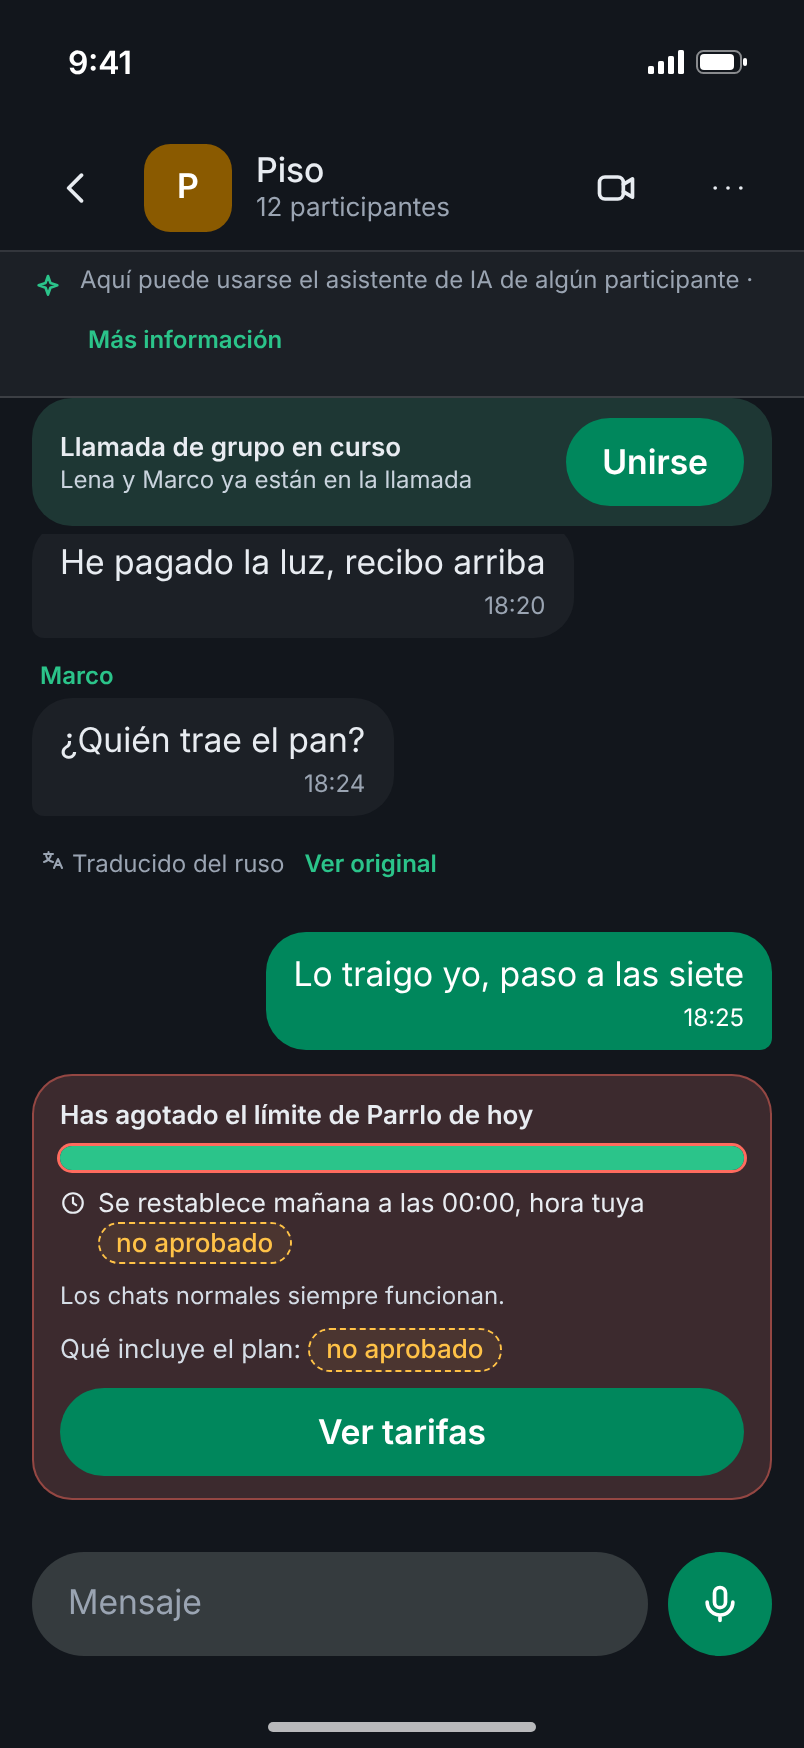 9:41
P
Piso
12 participantes
Aquí puede usarse el asistente de IA de algún participante ·
Más información
Llamada de grupo en curso
Lena y Marco ya están en la llamada
Unirse
He pagado la luz, recibo arriba
18:20
Marco
¿Quién trae el pan?
18:24
Traducido del ruso Ver original
Lo traigo yo, paso a las siete
18:25
Has agotado el límite de Parrlo de hoy
Se restablece mañana a las 00:00, hora tuya
no aprobado
Los chats normales siempre funcionan.
Qué incluye el plan: no aprobado
Ver tarifas
Mensaje